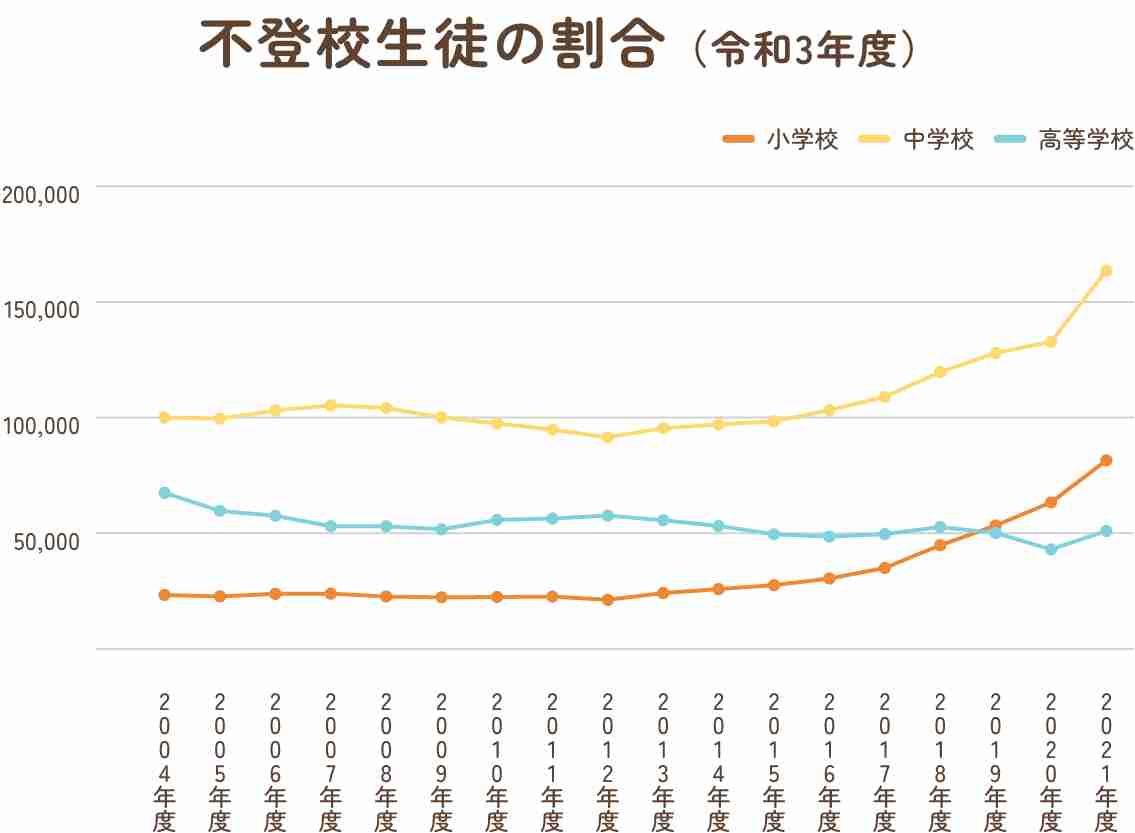 不登校生徒の割合（令和3年度）
小学校 中学校 高等学校
200,000
150,000
100,000
50,000
2004年度
2005年度
2006年度
2007年度
2008年度
2009年度
2010年度
2011年度
2012年度
2013年度
2014年度
2015年度
2016年度
2017年度
2018年度
2019年度
2020年度
2021年度